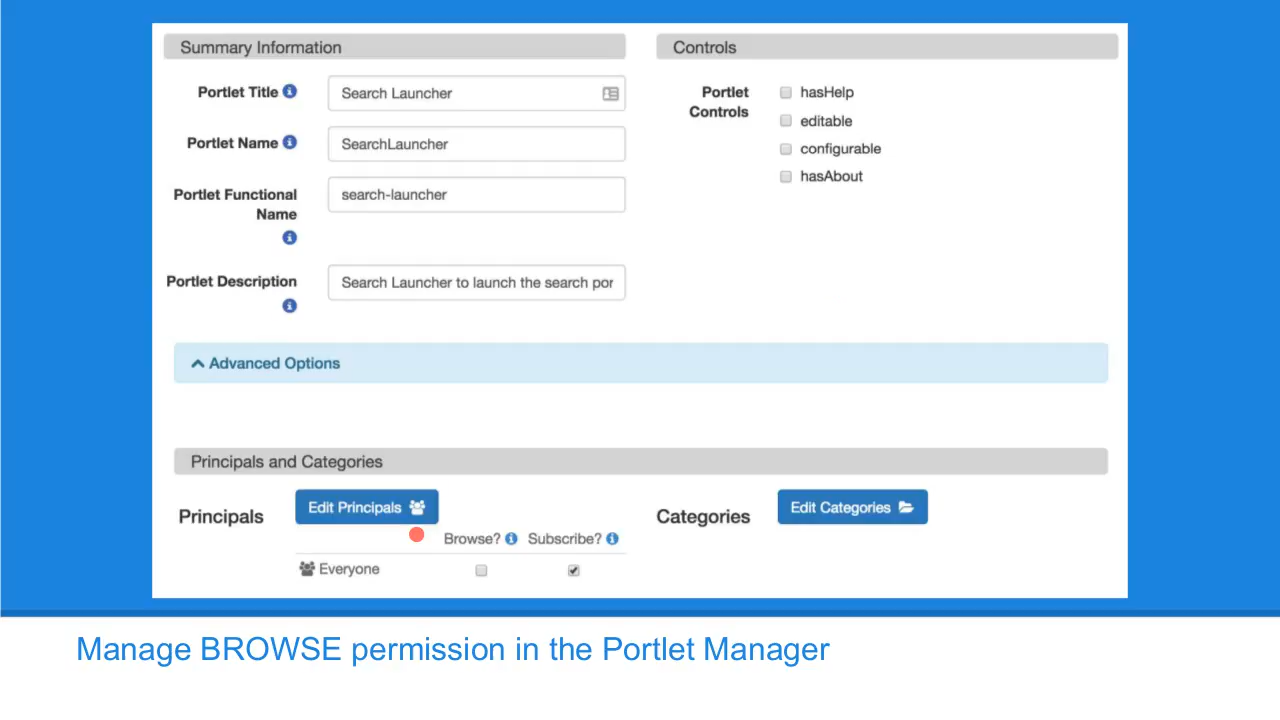 Summary Information
Portlet Title
Search Launcher
Portlet Name
SearchLauncher
Portlet Functional
Name
search-launcher
Portlet Description
Search Launcher to launch the search por
Controls
Portlet
Controls
hasHelp
editable
configurable
hasAbout
Advanced Options
Principals and Categories
Principals
Edit Principals
Browse? Subscribe?
Everyone
Categories
Edit Categories
Manage BROWSE permission in the Portlet Manager